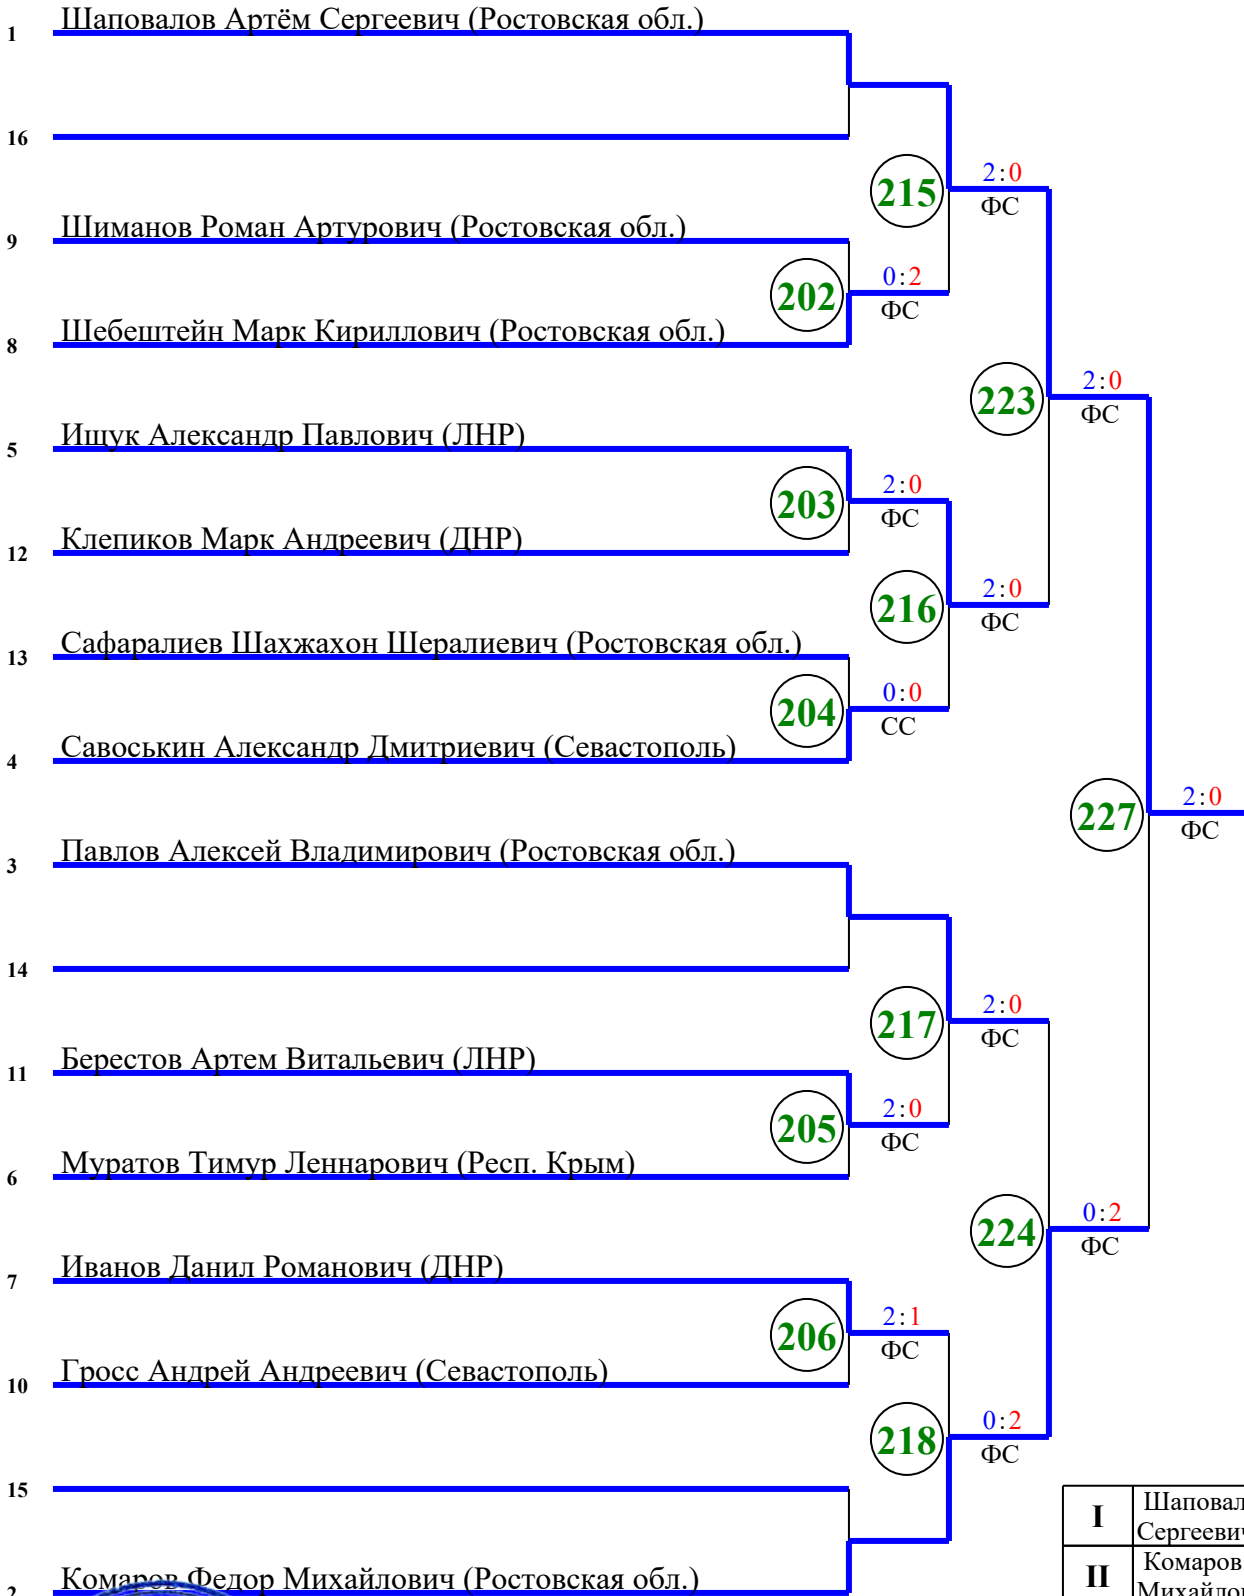 1 Шаповалов Артём Сергеевич (Ростовская обл.)
16
215 2:0
ФС
9 Шиманов Роман Артурович (Ростовская обл.)
202 0:2
ФС
8 Шебештейн Марк Кириллович (Ростовская обл.)
223 2:0
ФС
5 Ищук Александр Павлович (ЛНР)
203 2:0
ФС
12 Клепиков Марк Андреевич (ДНР)
216 2:0
ФС
13 Сафаралиев Шахжахон Шералиевич (Ростовская обл.)
204 0:0
СС
4 Савоськин Александр Дмитриевич (Севастополь)
227 2:0
ФС
3 Павлов Алексей Владимирович (Ростовская обл.)
14
217 2:0
ФС
11 Берестов Артем Витальевич (ЛНР)
205 2:0
ФС
6 Муратов Тимур Леннарович (Респ. Крым)
224 0:2
ФС
7 Иванов Данил Романович (ДНР)
206 2:1
ФС
10 Гросс Андрей Андреевич (Севастополь)
218 0:2
ФС
15
I Шаповал
Сергеевич
2 Комаров Федор Михайлович (Ростовская обл.)
II Комаров
Михайлов